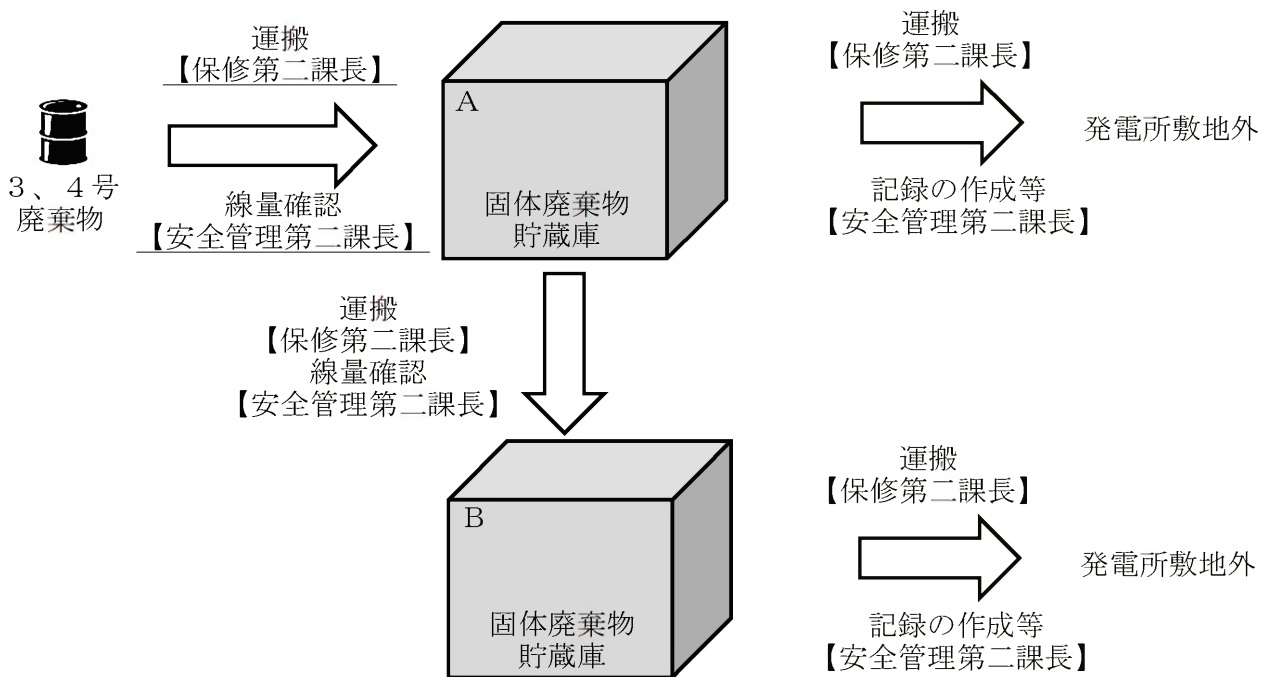 運搬
【保修第二課長】
3、4号
廃棄物
線量確認
【安全管理第二課長】
A
固体廃棄物
貯蔵庫
運搬
【保修第二課長】
発電所敷地外
記録の作成等
【安全管理第二課長】
運搬
【保修第二課長】
線量確認
【安全管理第二課長】
B
固体廃棄物
貯蔵庫
運搬
【保修第二課長】
発電所敷地外
記録の作成等
【安全管理第二課長】